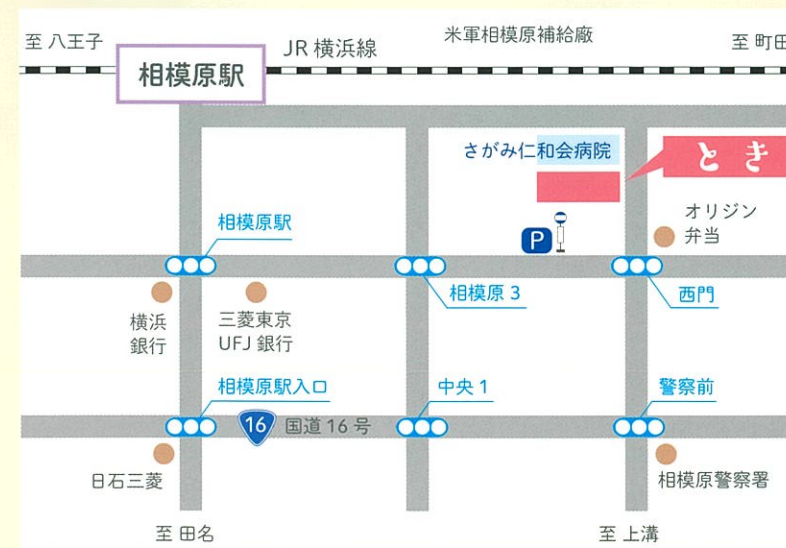 至 八王子
JR 横浜線
米軍相模原補給廠
至 町田
相模原駅
さがみ仁和会病院
とき
オリジン
弁当
P
相模原駅
相模原 3
西門
横浜
銀行
三菱東京
UFJ 銀行
相模原駅入口
中央 1
警察前
16
国道 16 号
日石三菱
相模原警察署
至 田名
至 上溝